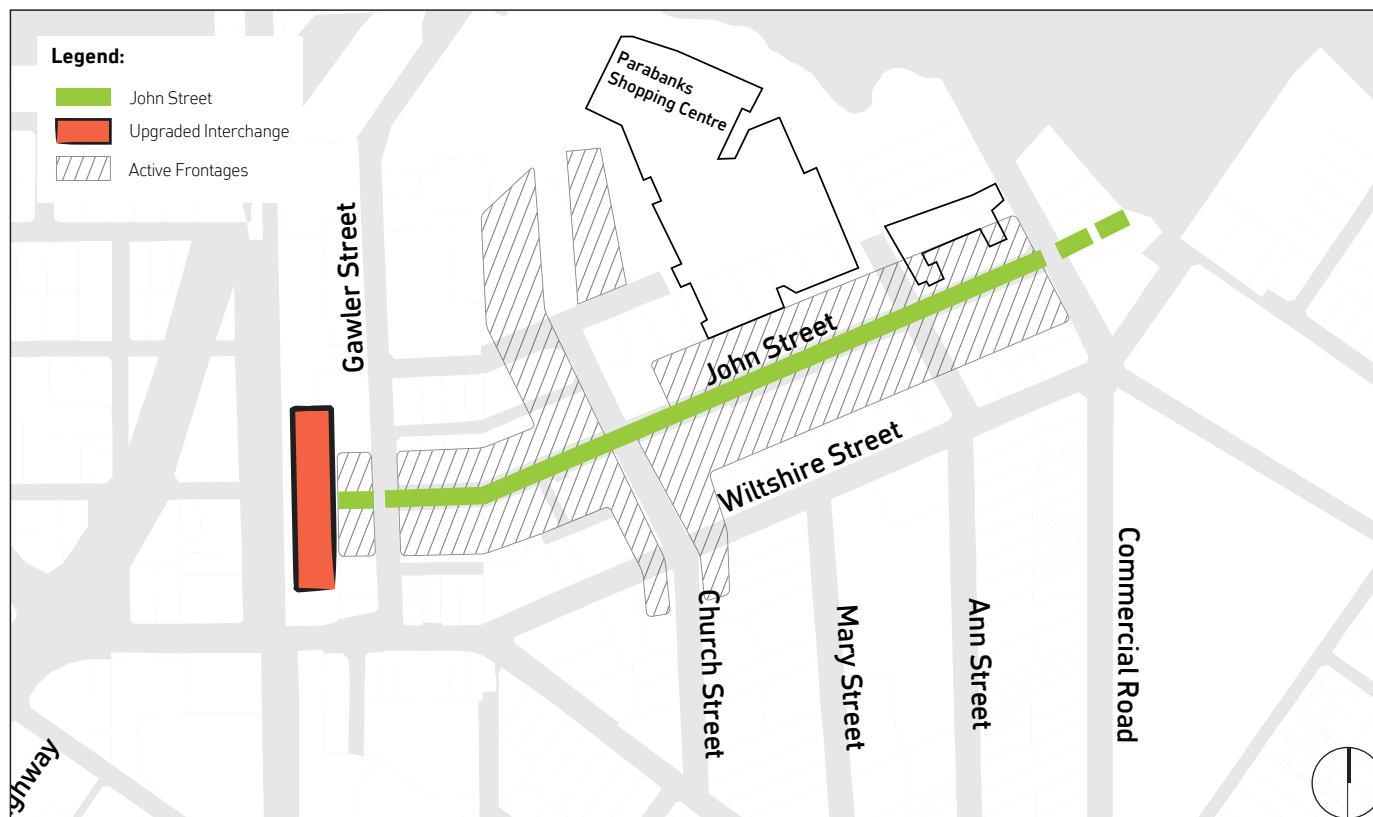 Legend:
John Street
Upgraded Interchange
Active Frontages
Parabanks
Shopping Centre
Gawler Street
John Street
Wiltshire Street
Church Street
Mary Street
Ann Street
Commercial Road
ghway